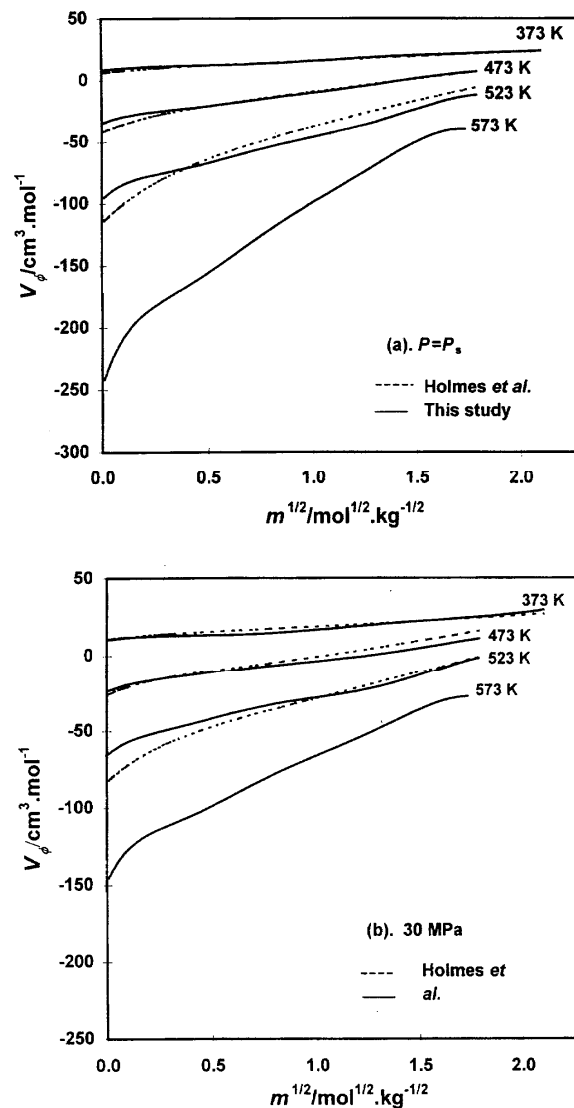 50
0
-50
-100
-150
-200
-250
-300
V_ϕ/cm³.mol⁻¹
373 K
473 K
523 K
573 K
(a). P=Pₛ
Holmes et al.
This study
0.0 0.5 1.0 1.5 2.0
m^1/2/mol^1/2.kg^-1/2
50
0
-50
-100
-150
-200
-250
V_ϕ/cm³.mol⁻¹
373 K
473 K
523 K
573 K
(b). 30 MPa
Holmes et
al.
0.0 0.5 1.0 1.5 2.0
m^1/2/mol^1/2.kg^-1/2